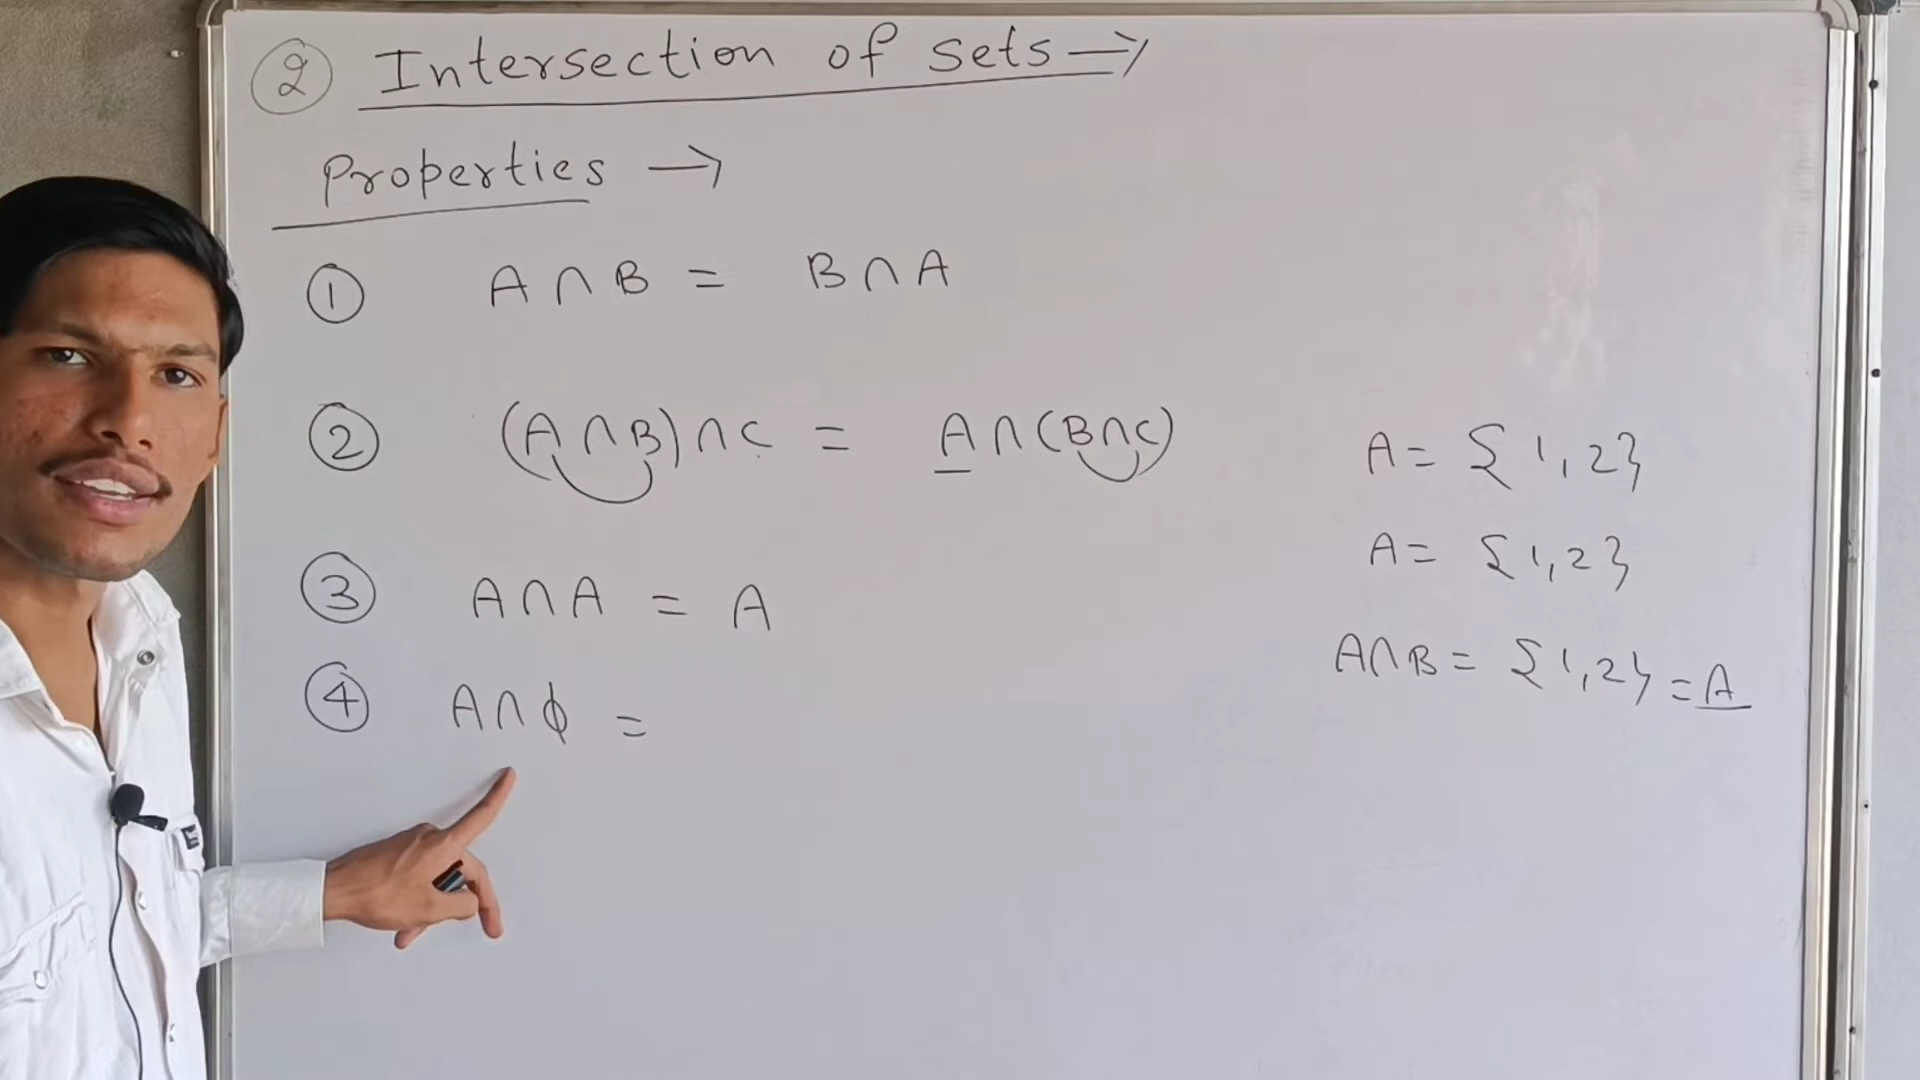 ② Intersection of sets →
Properties →
① A ∩ B = B ∩ A
② (A ∩ B) ∩ C = A ∩ (B ∩ C)
③ A ∩ A = A
④ A ∩ ϕ =
A = {1, 2}
A = {1, 2}
A ∩ B = {1, 2} = A